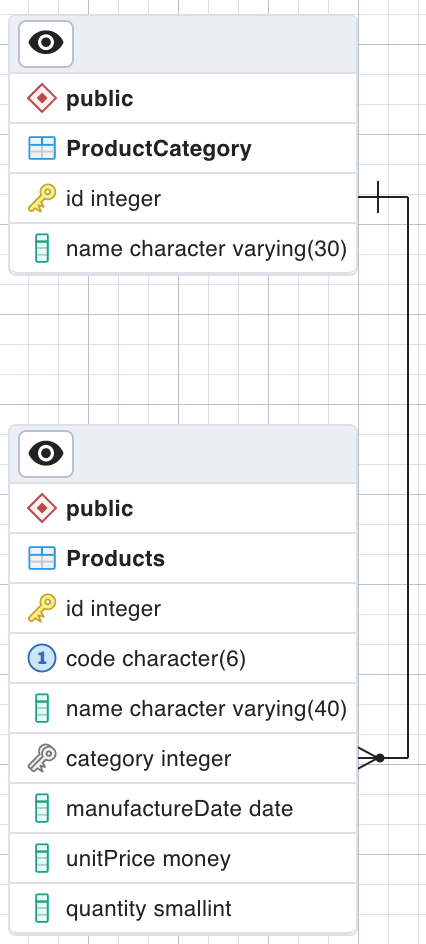 public
ProductCategory
id integer
name character varying(30)
public
Products
id integer
1 code character(6)
name character varying(40)
category integer
manufactureDate date
unitPrice money
quantity smallint